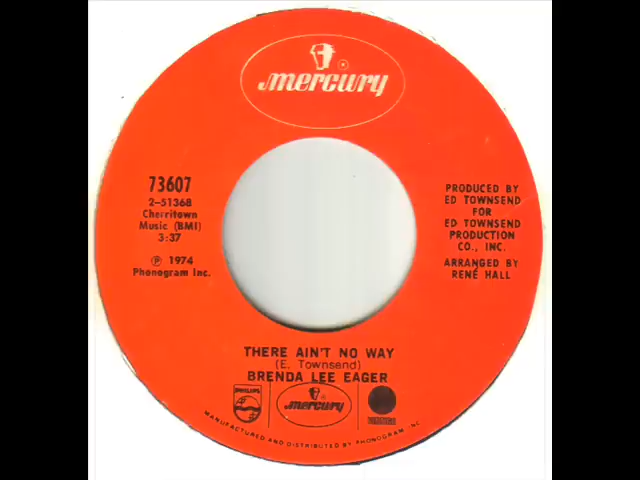 mercury
73607
2-51368
Cherritown
Music (BMI)
3:37
Ⓟ 1974
Phonogram Inc.
PRODUCED BY
ED TOWNSEND
FOR
ED TOWNSEND
PRODUCTION
CO., INC.
ARRANGED BY
RENÉ HALL
THERE AIN'T NO WAY
(E. Townsend)
BRENDA LEE EAGER
PHILIPS
mercury
MANUFACTURED AND DISTRIBUTED BY PHONOGRAM, INC.